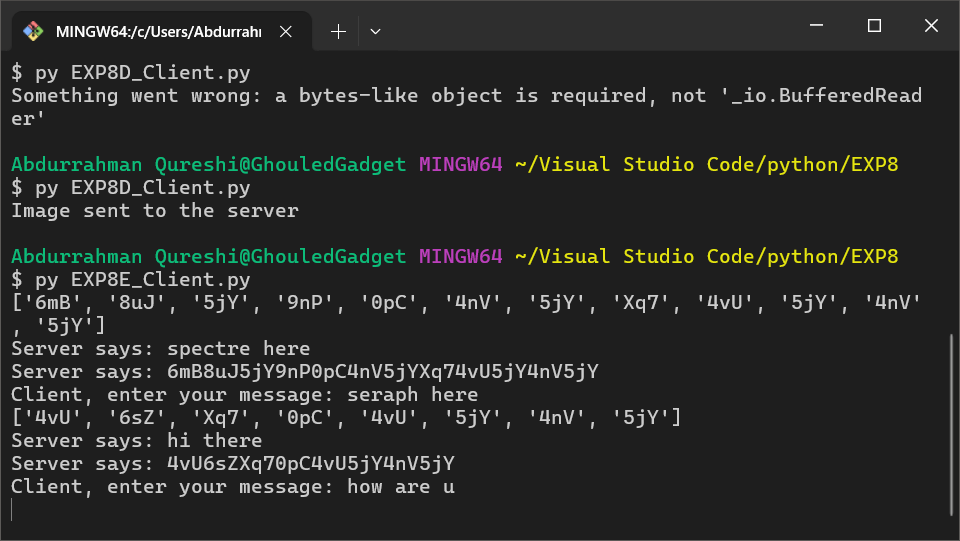 MINGW64:/c/Users/Abdurrahm
$ py EXP8D_Client.py
Something went wrong: a bytes-like object is required, not '_io.BufferedRead
er'
Abdurrahman Qureshi@GhouledGadget MINGW64 ~/Visual Studio Code/python/EXP8
$ py EXP8D_Client.py
Image sent to the server
Abdurrahman Qureshi@GhouledGadget MINGW64 ~/Visual Studio Code/python/EXP8
$ py EXP8E_Client.py
['6mB', '8uJ', '5jY', '9nP', '0pC', '4nV', '5jY', 'Xq7', '4vU', '5jY', '4nV'
, '5jY']
Server says: spectre here
Server says: 6mB8uJ5jY9nP0pC4nV5jYXq74vU5jY4nV5jY
Client, enter your message: seraph here
['4vU', '6sZ', 'Xq7', '0pC', '4vU', '5jY', '4nV', '5jY']
Server says: hi there
Server says: 4vU6sZXq70pC4vU5jY4nV5jY
Client, enter your message: how are u